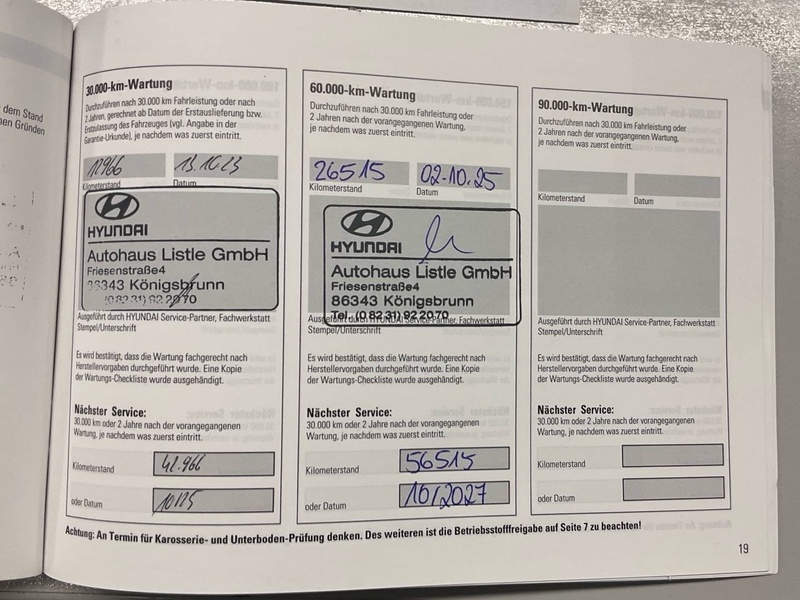 dem Stand
en Gründen
30.000-km-Wartung
Durchzuführen nach 30.000 km Fahrleistung oder nach
2 Jahren, gerechnet ab Datum der Erstauslieferung bzw.
Erstzulassung des Fahrzeuges (vgl. Angabe in der
Garantie-Urkunde), je nachdem was zuerst eintritt.
12966 13.10.23
Kilometerstand Datum
HYUNDAI
Autohaus Listle GmbH
Friesenstraße4
86343 Königsbrunn
(08231) 92 20 70
Ausgeführt durch HYUNDAI Service-Partner, Fachwerkstatt
Stempel/Unterschrift
Es wird bestätigt, dass die Wartung fachgerecht nach
Herstellervorgaben durchgeführt wurde. Eine Kopie
der Wartungs-Checkliste wurde ausgehändigt.
Nächster Service:
30.000 km oder 2 Jahre nach der vorangegangenen
Wartung, je nachdem was zuerst eintritt.
Kilometerstand 42.966
oder Datum 10/25
60.000-km-Wartung
Durchzuführen nach 30.000 km Fahrleistung oder
2 Jahre nach der vorangegangenen Wartung,
je nachdem was zuerst eintritt.
26515 02.10.25
Kilometerstand Datum
HYUNDAI
Autohaus Listle GmbH
Friesenstraße4
86343 Königsbrunn
Tel. (0 82 31) 92 20 70
Ausgeführt durch HYUNDAI Service-Partner, Fachwerkstatt
Stempel/Unterschrift
Es wird bestätigt, dass die Wartung fachgerecht nach
Herstellervorgaben durchgeführt wurde. Eine Kopie
der Wartungs-Checkliste wurde ausgehändigt.
Nächster Service:
30.000 km oder 2 Jahre nach der vorangegangenen
Wartung, je nachdem was zuerst eintritt.
Kilometerstand 56515
oder Datum 10/2027
90.000-km-Wartung
Durchzuführen nach 30.000 km Fahrleistung oder
2 Jahre nach der vorangegangenen Wartung,
je nachdem was zuerst eintritt.
Kilometerstand Datum
Ausgeführt durch HYUNDAI Service-Partner, Fachwerkstatt
Stempel/Unterschrift
Es wird bestätigt, dass die Wartung fachgerecht nach
Herstellervorgaben durchgeführt wurde. Eine Kopie
der Wartungs-Checkliste wurde ausgehändigt.
Nächster Service:
30.000 km oder 2 Jahre nach der vorangegangenen
Wartung, je nachdem was zuerst eintritt.
Kilometerstand
oder Datum
Achtung: An Termin für Karosserie- und Unterboden-Prüfung denken. Des weiteren ist die Betriebsstofffreigabe auf Seite 7 zu beachten!
19